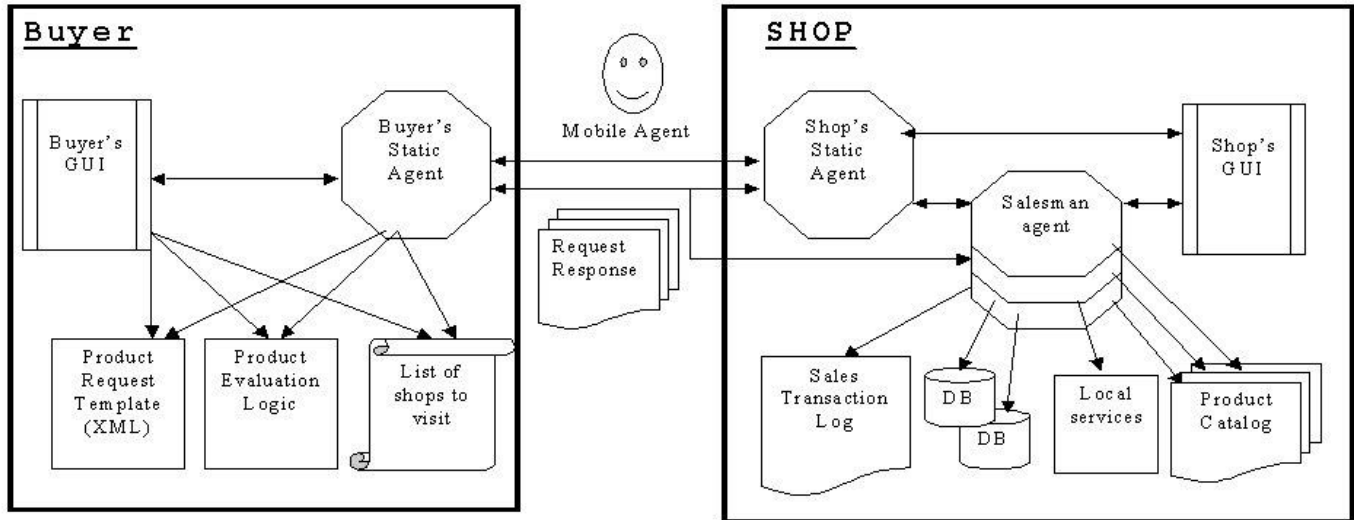 Buyer
SHOP
Buyer's
GUI
Buyer's
Static
Agent
Mobile Agent
Shop's
Static
Agent
Shop's
GUI
Salesman
agent
Request
Response
Product
Request
Template
(XML)
Product
Evaluation
Logic
List of
shops to
visit
Sales
Transaction
Log
DB
DB
Local
services
Product
Catalog